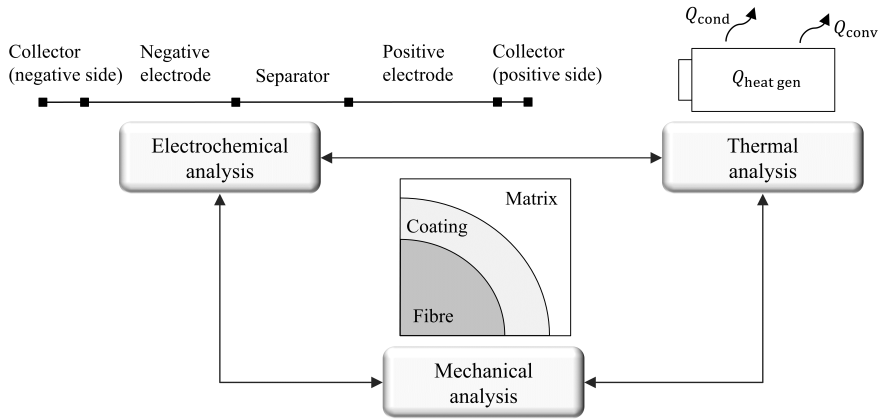 Q_cond
Q_conv
Collector
(negative side)
Negative
electrode
Separator
Positive
electrode
Collector
(positive side)
Q_heat gen
Electrochemical
analysis
Thermal
analysis
Matrix
Coating
Fibre
Mechanical
analysis